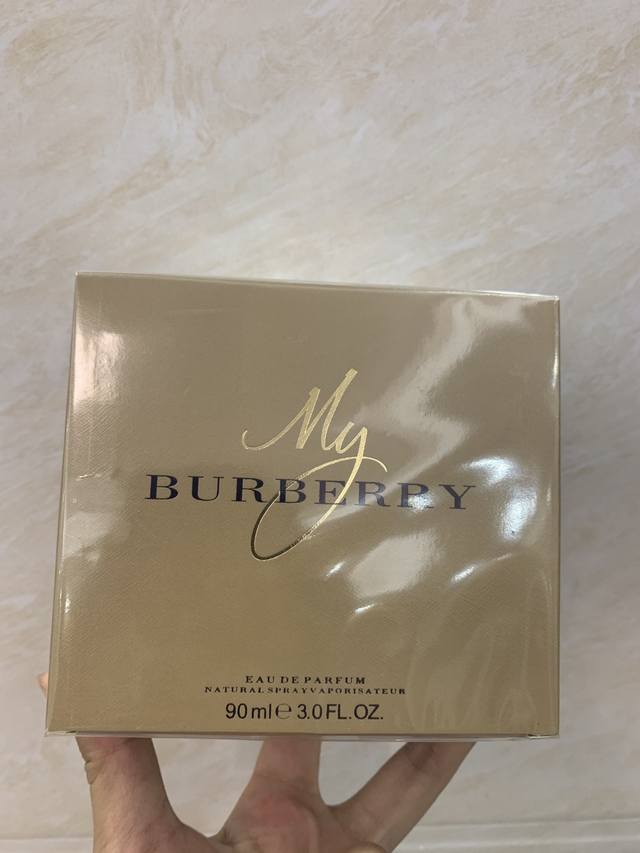 My
BURBERRY
EAU DE PARFUM
NATURAL SPRAY VAPORISATEUR
90 ml ℮ 3.0 FL.OZ.